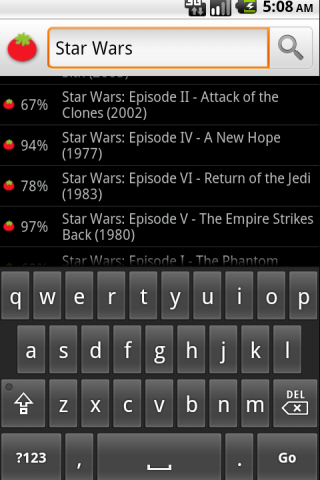 3G
5:08 AM
Star Wars
67%
Star Wars: Episode II - Attack of the
Clones (2002)
94%
Star Wars: Episode IV - A New Hope
(1977)
78%
Star Wars: Episode VI - Return of the Jedi
(1983)
97%
Star Wars: Episode V - The Empire Strikes
Back (1980)
Star Wars: Episode I - The Phantom
q w e r t y u i o p
a s d f g h j k l
z x c v b n m DEL
?123 , . Go